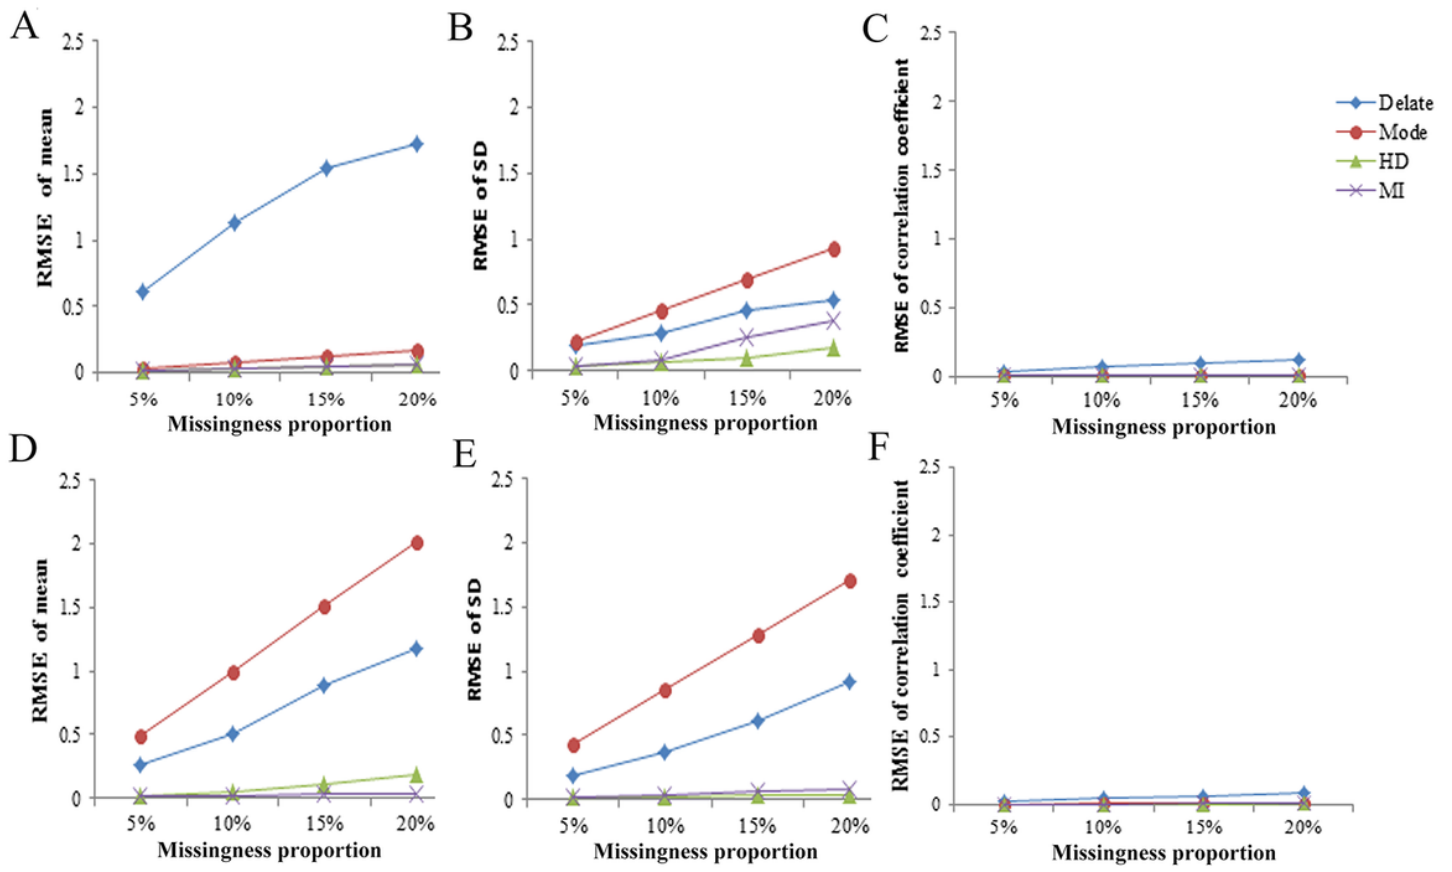 A
RMSE of mean
2.5
2
1.5
1
0.5
0
5% 10% 15% 20%
Missingness proportion
B
RMSE of SD
2.5
2
1.5
1
0.5
0
5% 10% 15% 20%
Missingness proportion
C
RMSE of correlation coefficient
2.5
2
1.5
1
0.5
0
5% 10% 15% 20%
Missingness proportion
Delate
Mode
HD
MI
D
RMSE of mean
2.5
2
1.5
1
0.5
0
5% 10% 15% 20%
Missingness proportion
E
RMSE of SD
2.5
2
1.5
1
0.5
0
5% 10% 15% 20%
Missingness proportion
F
RMSE of correlation coefficient
2.5
2
1.5
1
0.5
0
5% 10% 15% 20%
Missingness proportion